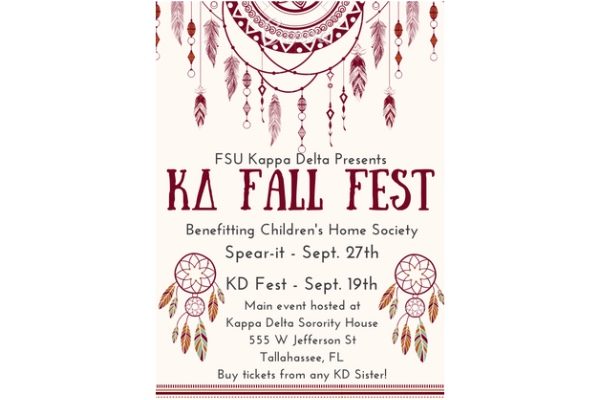 FSU Kappa Delta Presents
KΔ FALL FEST
Benefitting Children's Home Society
Spear-it - Sept. 27th
KD Fest - Sept. 19th
Main event hosted at
Kappa Delta Sorority House
555 W Jefferson St
Tallahassee, FL
Buy tickets from any KD Sister!